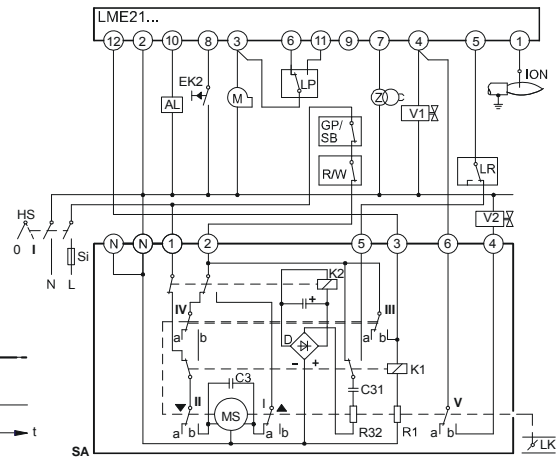 LME21...
12 2 10 8 3 6 11 9 7 4 5 1
EK2
LP
ION
AL
M
Z
C
V1
GP/
SB
R/W
LR
HS
0 I
Si
V2
N L
N N 1 2 5 3 6 4
K2
+
IV
III
a b
a b
D
- +
K1
C3
C31
II
I
V
MS
a b
a b
R32
R1
a b
t
SA
LK